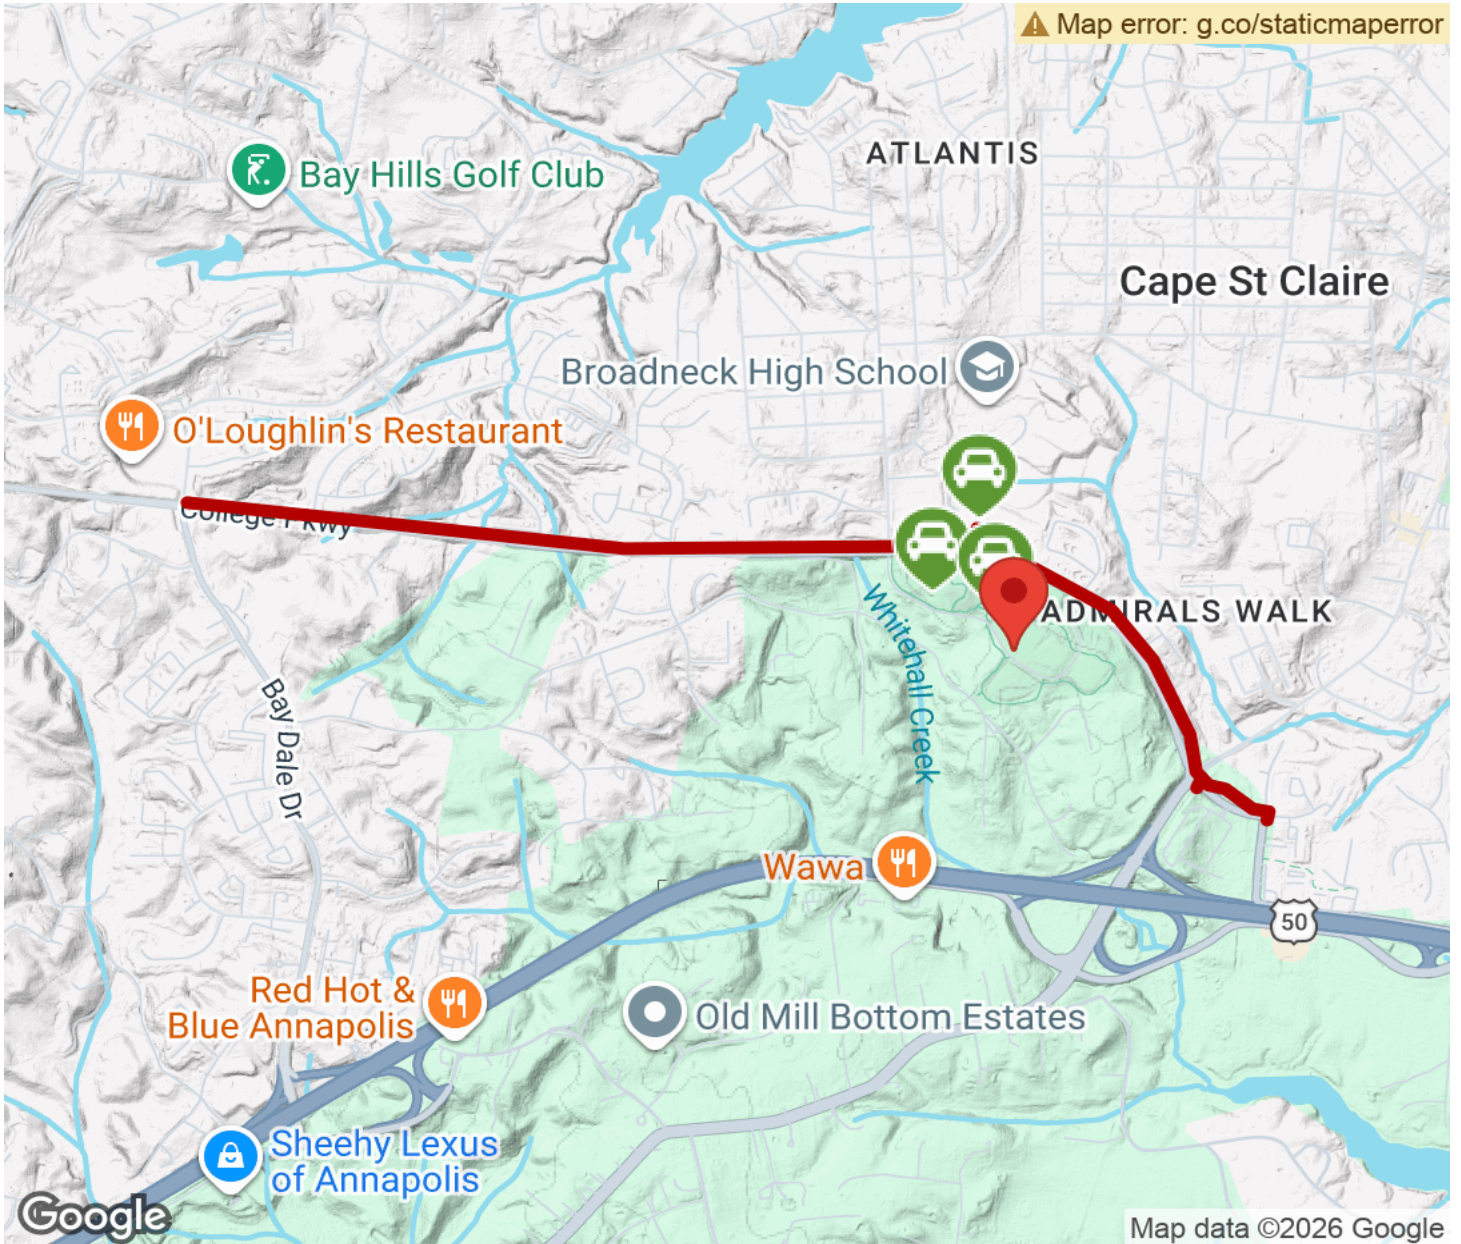 Map error: g.co/staticmaperror
ATLANTIS
Bay Hills Golf Club
Cape St Claire
Broadneck High School
O'Loughlin's Restaurant
College Pkwy
ADMIRALS WALK
Whitehall Creek
Bay Dale Dr
Wawa
50
Red Hot &
Blue Annapolis
Old Mill Bottom Estates
Sheehy Lexus
of Annapolis
Google
Map data ©2026 Google